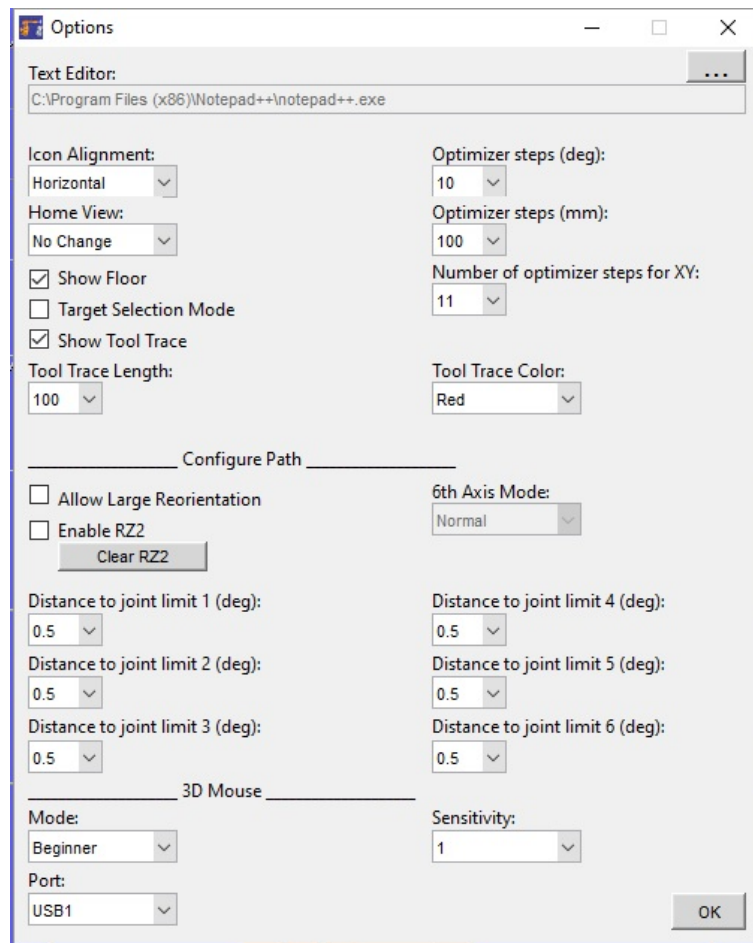 Options
Text Editor:
...
C:\Program Files (x86)\Notepad++\notepad++.exe
Icon Alignment:
Horizontal
Optimizer steps (deg):
10
Home View:
No Change
Optimizer steps (mm):
100
Show Floor
Number of optimizer steps for XY:
11
Target Selection Mode
Show Tool Trace
Tool Trace Length:
100
Tool Trace Color:
Red
Configure Path
Allow Large Reorientation
6th Axis Mode:
Normal
Enable RZ2
Clear RZ2
Distance to joint limit 1 (deg):
0.5
Distance to joint limit 4 (deg):
0.5
Distance to joint limit 2 (deg):
0.5
Distance to joint limit 5 (deg):
0.5
Distance to joint limit 3 (deg):
0.5
Distance to joint limit 6 (deg):
0.5
3D Mouse
Mode:
Beginner
Sensitivity:
1
Port:
USB1
OK